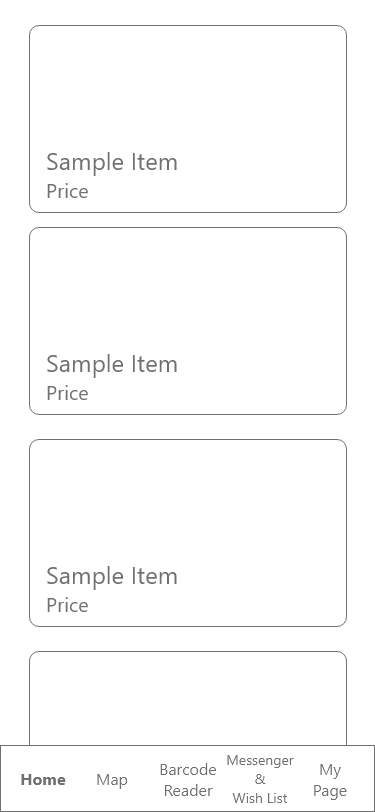 Sample Item
Price
Sample Item
Price
Sample Item
Price
Home
Map
Barcode
Reader
Messenger
&
Wish List
My
Page